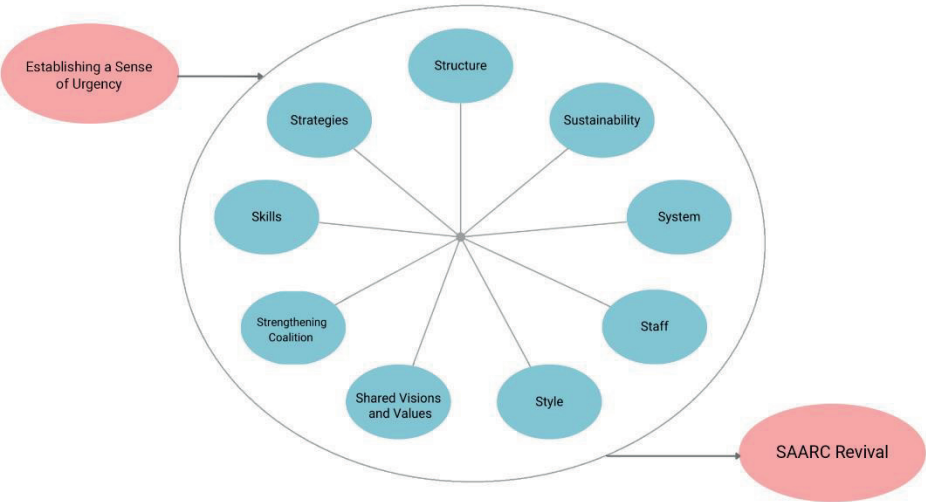 Establishing a Sense
of Urgency
Structure
Strategies
Sustainability
Skills
System
Strengthening
Coalition
Staff
Shared Visions
and Values
Style
SAARC Revival